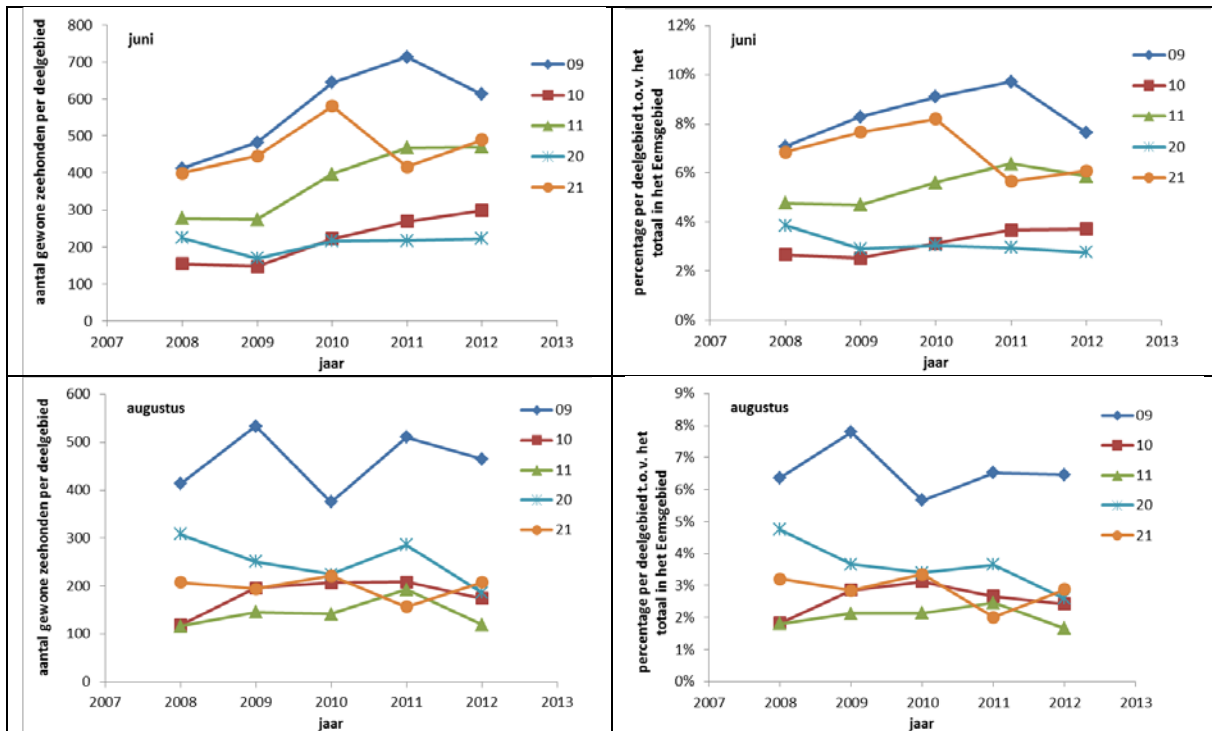 juni
aantal gewone zeehonden per deelgebied
800
700
600
500
400
300
200
100
0
2007 2008 2009 2010 2011 2012 2013
jaar
09
10
11
20
21
juni
percentage per deelgebied t.o.v. het
totaal in het Eemsgebied
12%
10%
8%
6%
4%
2%
0%
2007 2008 2009 2010 2011 2012 2013
jaar
09
10
11
20
21
augustus
aantal gewone zeehonden per deelgebied
600
500
400
300
200
100
0
2007 2008 2009 2010 2011 2012 2013
jaar
09
10
11
20
21
augustus
percentage per deelgebied t.o.v. het
totaal in het Eemsgebied
9%
8%
7%
6%
5%
4%
3%
2%
1%
0%
2007 2008 2009 2010 2011 2012 2013
jaar
09
10
11
20
21